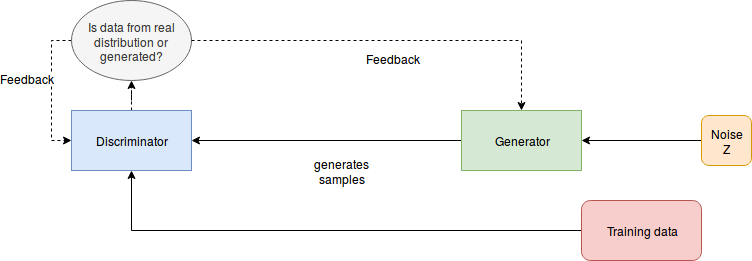 Is data from real
distribution or
generated?
Feedback
Feedback
Discriminator
generates
samples
Generator
Noise
Z
Training data